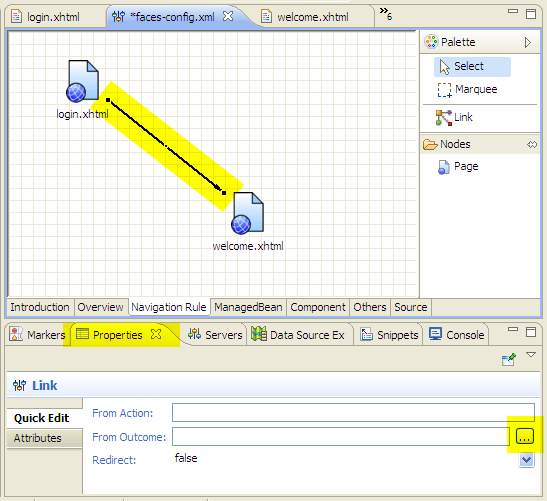 login.xhtml
*faces-config.xml
welcome.xhtml
»6
login.xhtml
welcome.xhtml
Palette
Select
Marquee
Link
Nodes
Page
Introduction
Overview
Navigation Rule
ManagedBean
Component
Others
Source
Markers
Properties
Servers
Data Source Ex
Snippets
Console
Link
Quick Edit
Attributes
From Action:
From Outcome:
...
Redirect:
false